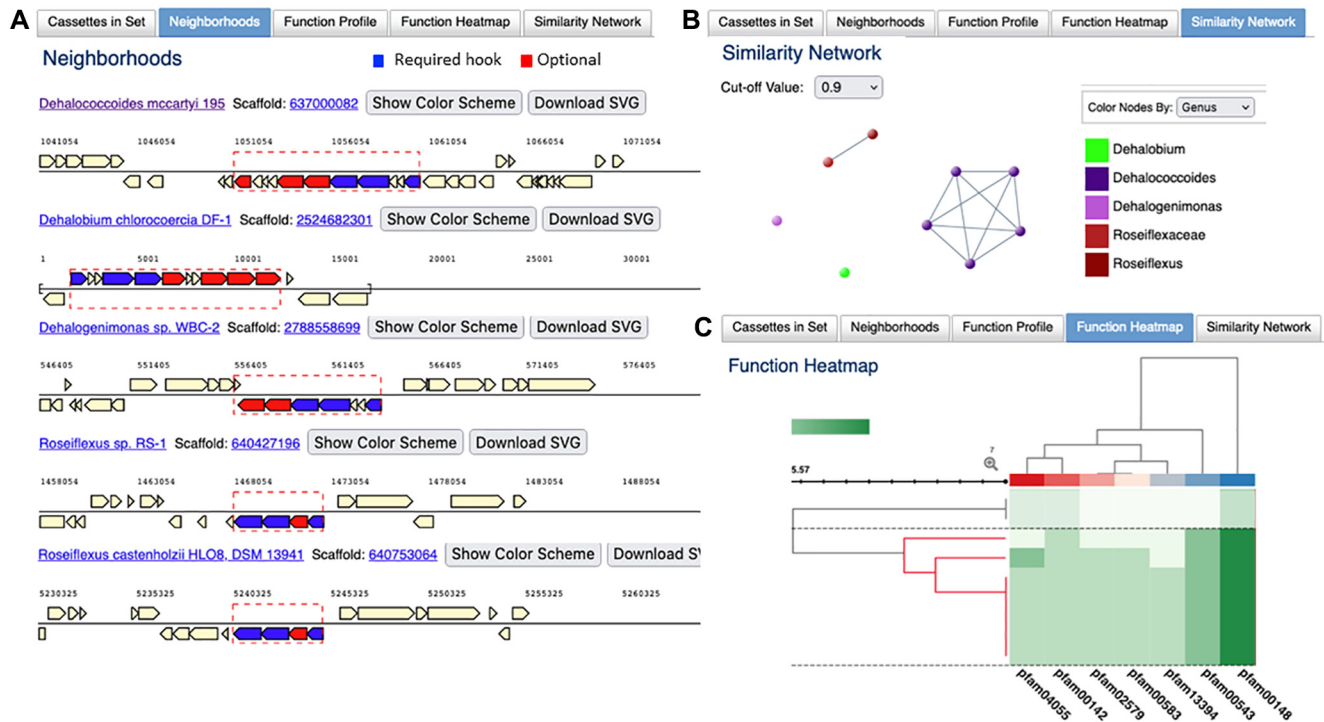 A
Cassettes in Set Neighborhoods Function Profile Function Heatmap Similarity Network
Neighborhoods
Required hook Optional
Dehalococcoides mccartyi 195 Scaffold: 637000082 Show Color Scheme Download SVG
1041054 1046054 1051054 1056054 1061054 1066054 1071054
Dehalobium chlorocoercia DF-1 Scaffold: 2524682301 Show Color Scheme Download SVG
1 5001 10001 15001 20001 25001 30001
Dehalogenimonas sp. WBC-2 Scaffold: 2788558699 Show Color Scheme Download SVG
546405 551405 556405 561405 566405 571405 576405
Roseiflexus sp. RS-1 Scaffold: 640427196 Show Color Scheme Download SVG
1458054 1463054 1468054 1473054 1478054 1483054 1488054
Roseiflexus castenholzii HLO8, DSM 13941 Scaffold: 640753064 Show Color Scheme Download SV
5230325 5235325 5240325 5245325 5250325 5255325 5260325
B
Cassettes in Set Neighborhoods Function Profile Function Heatmap Similarity Network
Similarity Network
Cut-off Value: 0.9
Color Nodes By: Genus
Dehalobium
Dehalococcoides
Dehalogenimonas
Roseiflexaceae
Roseiflexus
C
Cassettes in Set Neighborhoods Function Profile Function Heatmap Similarity Network
Function Heatmap
7
5.57
pfam04055 pfam00142 pfam02579 pfam00583 pfam13394 pfam00543 pfam00148